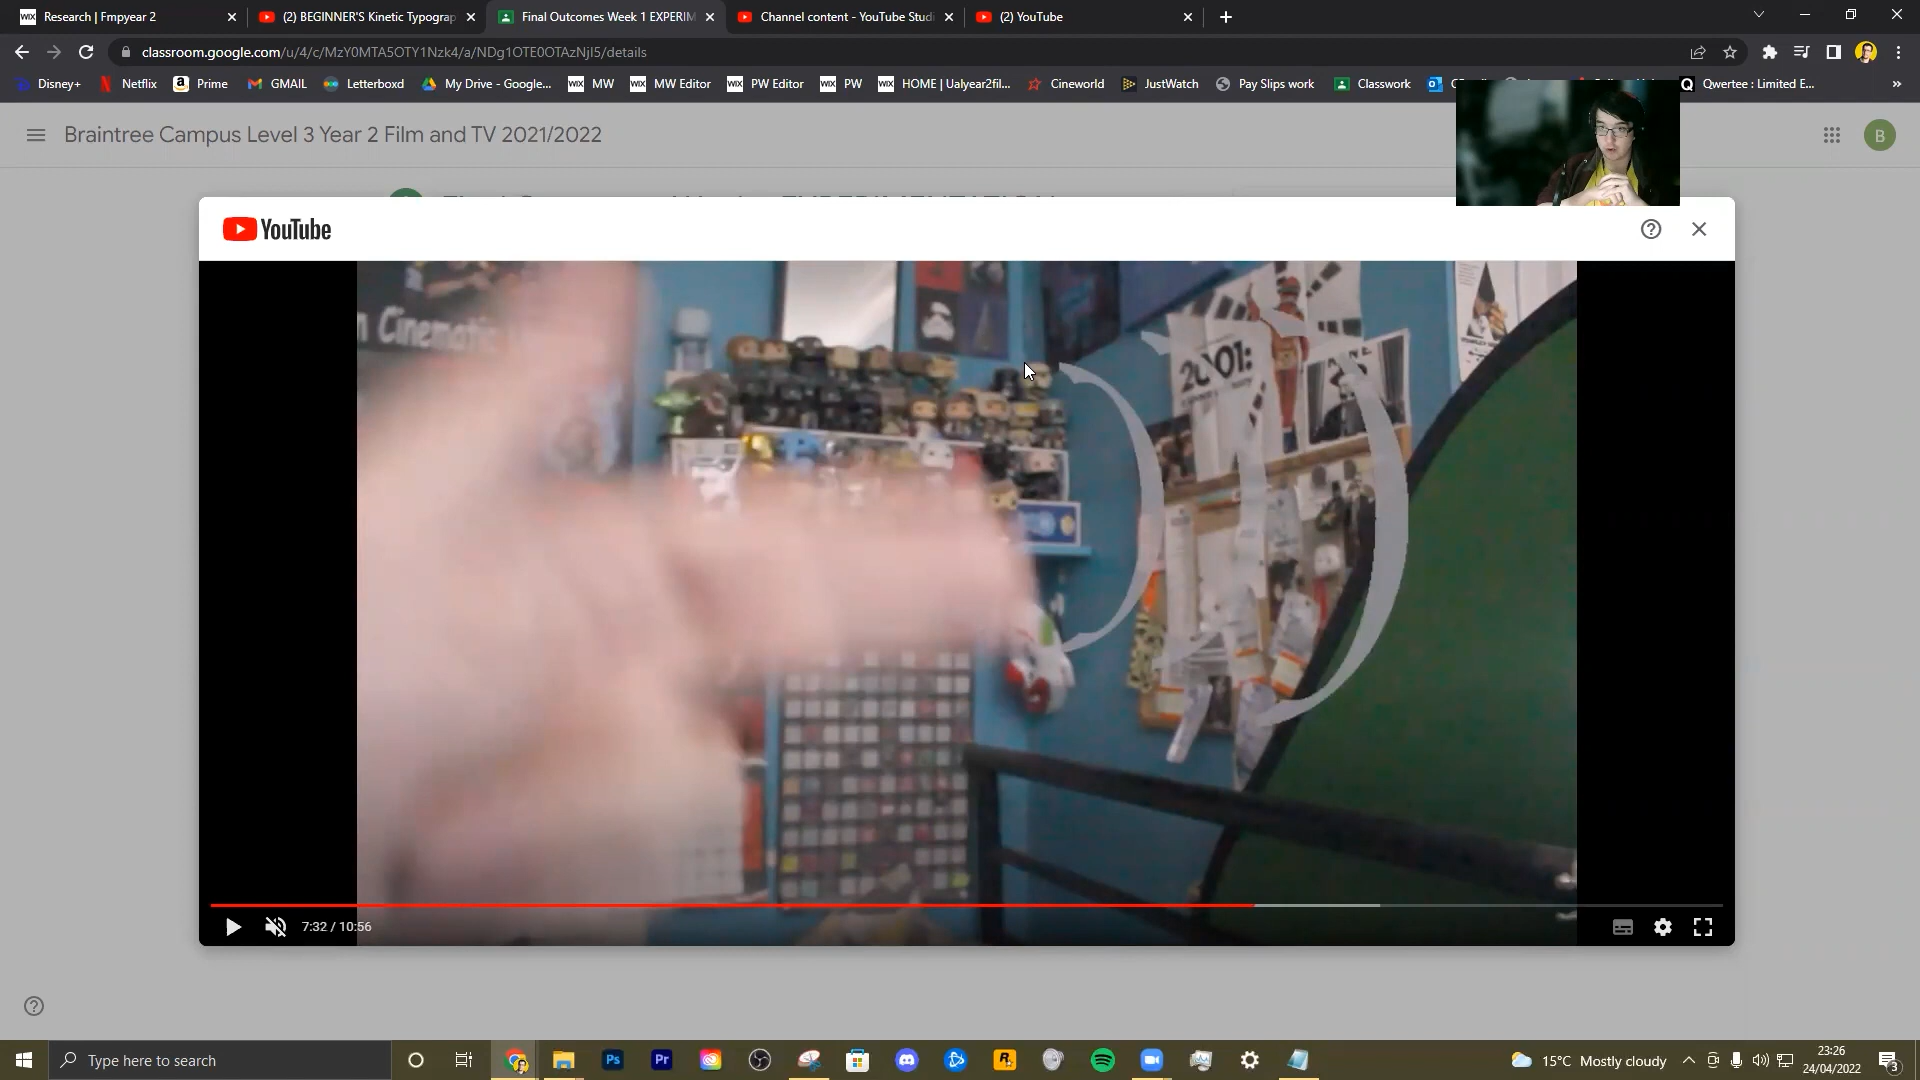 Research | Fmpyear 2
(2) BEGINNER'S Kinetic Typograp
Final Outcomes Week 1 EXPERIM
Channel content - YouTube Studi
(2) YouTube
classroom.google.com/u/4/c/MzY0MTA5OTY1Nzk4/a/NDg1OTE0OTAzNjI5/details
Disney+ Netflix Prime GMAIL Letterboxd My Drive - Google... MW MW Editor PW Editor PW HOME | Ualyear2fil... Cineworld JustWatch Pay Slips work Classwork Qwertee : Limited E...
Braintree Campus Level 3 Year 2 Film and TV 2021/2022
B
YouTube
Cinematic
2001:
7:32 / 10:56
Type here to search
Ps
Pr
15°C Mostly cloudy
23:26
24/04/2022
3